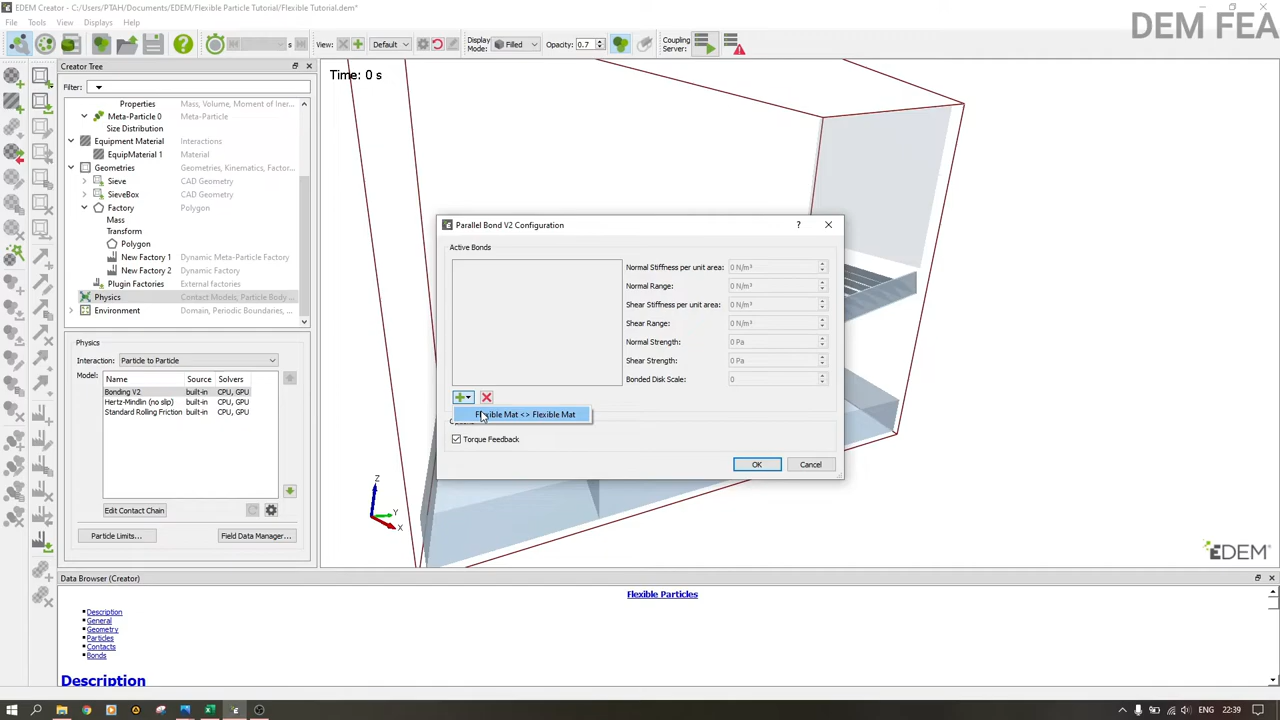 EDEM Creator - C:/Users/PTAH/Documents/EDEM/Flexible Particle Tutorial/Flexible Tutorial.dem*
DEM FEA
File Tools View Displays Help
s View: Default Display Mode: Filled Opacity: 0.7 Coupling Server:
Creator Tree
Filter:
Properties Mass, Volume, Moment of Iner...
Meta-Particle 0 Meta-Particle
Size Distribution
Equipment Material Interactions
EquipMaterial 1 Material
Geometries Geometries, Kinematics, Factor...
Sieve CAD Geometry
SieveBox CAD Geometry
Factory Polygon
Mass
Transform
Polygon
New Factory 1 Dynamic Meta-Particle Factory
New Factory 2 Dynamic Factory
Plugin Factories External factories
Physics Contact Models, Particle Body ...
Environment Domain, Periodic Boundaries, ...
Physics
Interaction: Particle to Particle
Model:
Name Source Solvers
Bonding V2 built-in CPU, GPU
Hertz-Mindlin (no slip) built-in CPU, GPU
Standard Rolling Friction built-in CPU, GPU
Edit Contact Chain
Particle Limits... Field Data Manager...
Time: 0 s
Parallel Bond V2 Configuration
Active Bonds
Normal Stiffness per unit area: 0 N/m³
Normal Range: 0 N/m³
Shear Stiffness per unit area: 0 N/m³
Shear Range: 0 N/m³
Normal Strength: 0 Pa
Shear Strength: 0 Pa
Bonded Disk Scale: 0
Flexible Mat <> Flexible Mat
Torque Feedback
OK Cancel
Z
Y
X
EDEM
Data Browser (Creator)
Flexible Particles
Description
General
Geometry
Particles
Contacts
Bonds
Description
ENG 22:39